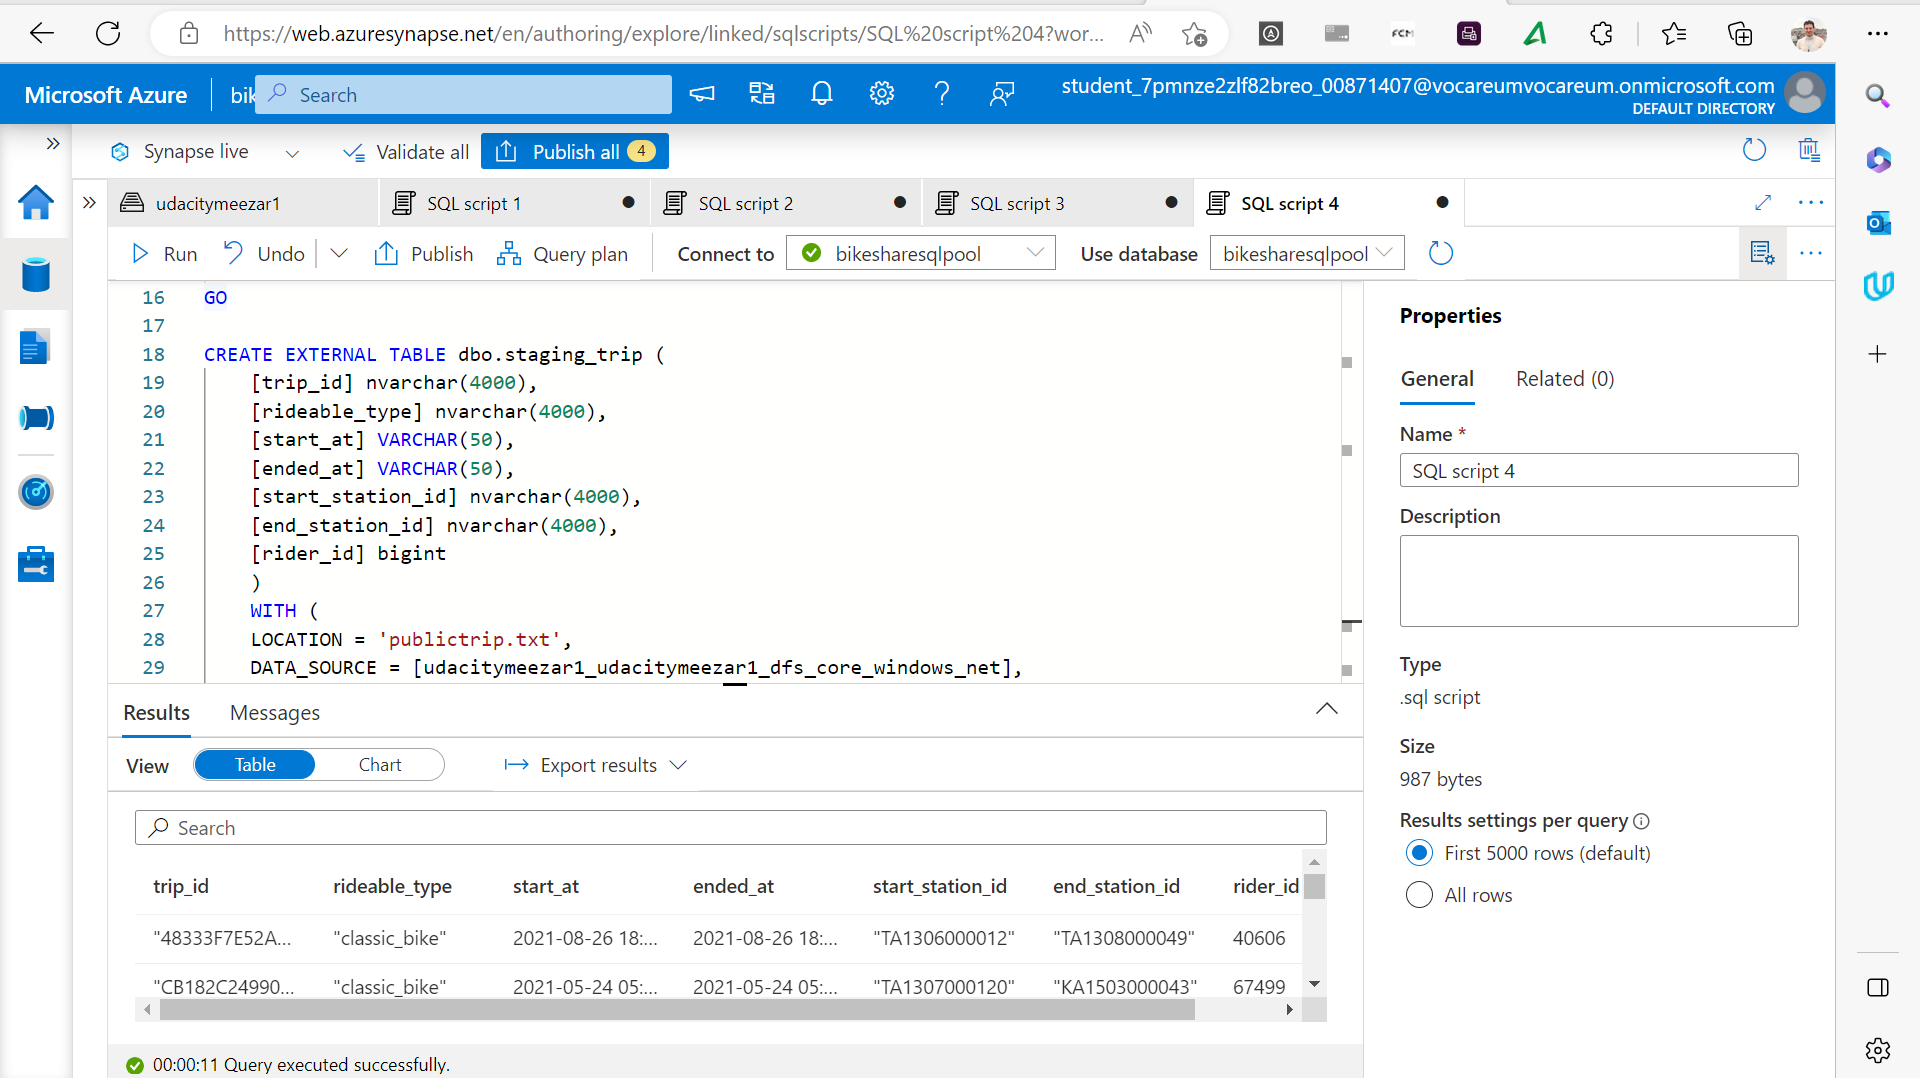 https://web.azuresynapse.net/en/authoring/explore/linked/sqlscripts/SQL%20script%204?wor...
FCM
Microsoft Azure
bik
Search
student_7pmnze2zlf82breo_00871407@vocareumvocareum.onmicrosoft.com
DEFAULT DIRECTORY
Synapse live
Validate all
Publish all 4
udacitymeezar1
SQL script 1
SQL script 2
SQL script 3
SQL script 4
Run
Undo
Publish
Query plan
Connect to
bikesharesqlpool
Use database
bikesharesqlpool
16 GO
17
18 CREATE EXTERNAL TABLE dbo.staging_trip (
19 [trip_id] nvarchar(4000),
20 [rideable_type] nvarchar(4000),
21 [start_at] VARCHAR(50),
22 [ended_at] VARCHAR(50),
23 [start_station_id] nvarchar(4000),
24 [end_station_id] nvarchar(4000),
25 [rider_id] bigint
26 )
27 WITH (
28 LOCATION = 'publictrip.txt',
29 DATA_SOURCE = [udacitymeezar1_udacitymeezar1_dfs_core_windows_net],
Results
Messages
View
Table
Chart
Export results
Search
trip_id rideable_type start_at ended_at start_station_id end_station_id rider_id
"48333F7E52A... "classic_bike" 2021-08-26 18:... 2021-08-26 18:... "TA1306000012" "TA1308000049" 40606
"CB182C24990... "classic_bike" 2021-05-24 05:... 2021-05-24 05:... "TA1307000120" "KA1503000043" 67499
00:00:11 Query executed successfully.
Properties
General
Related (0)
Name *
SQL script 4
Description
Type
.sql script
Size
987 bytes
Results settings per query
First 5000 rows (default)
All rows